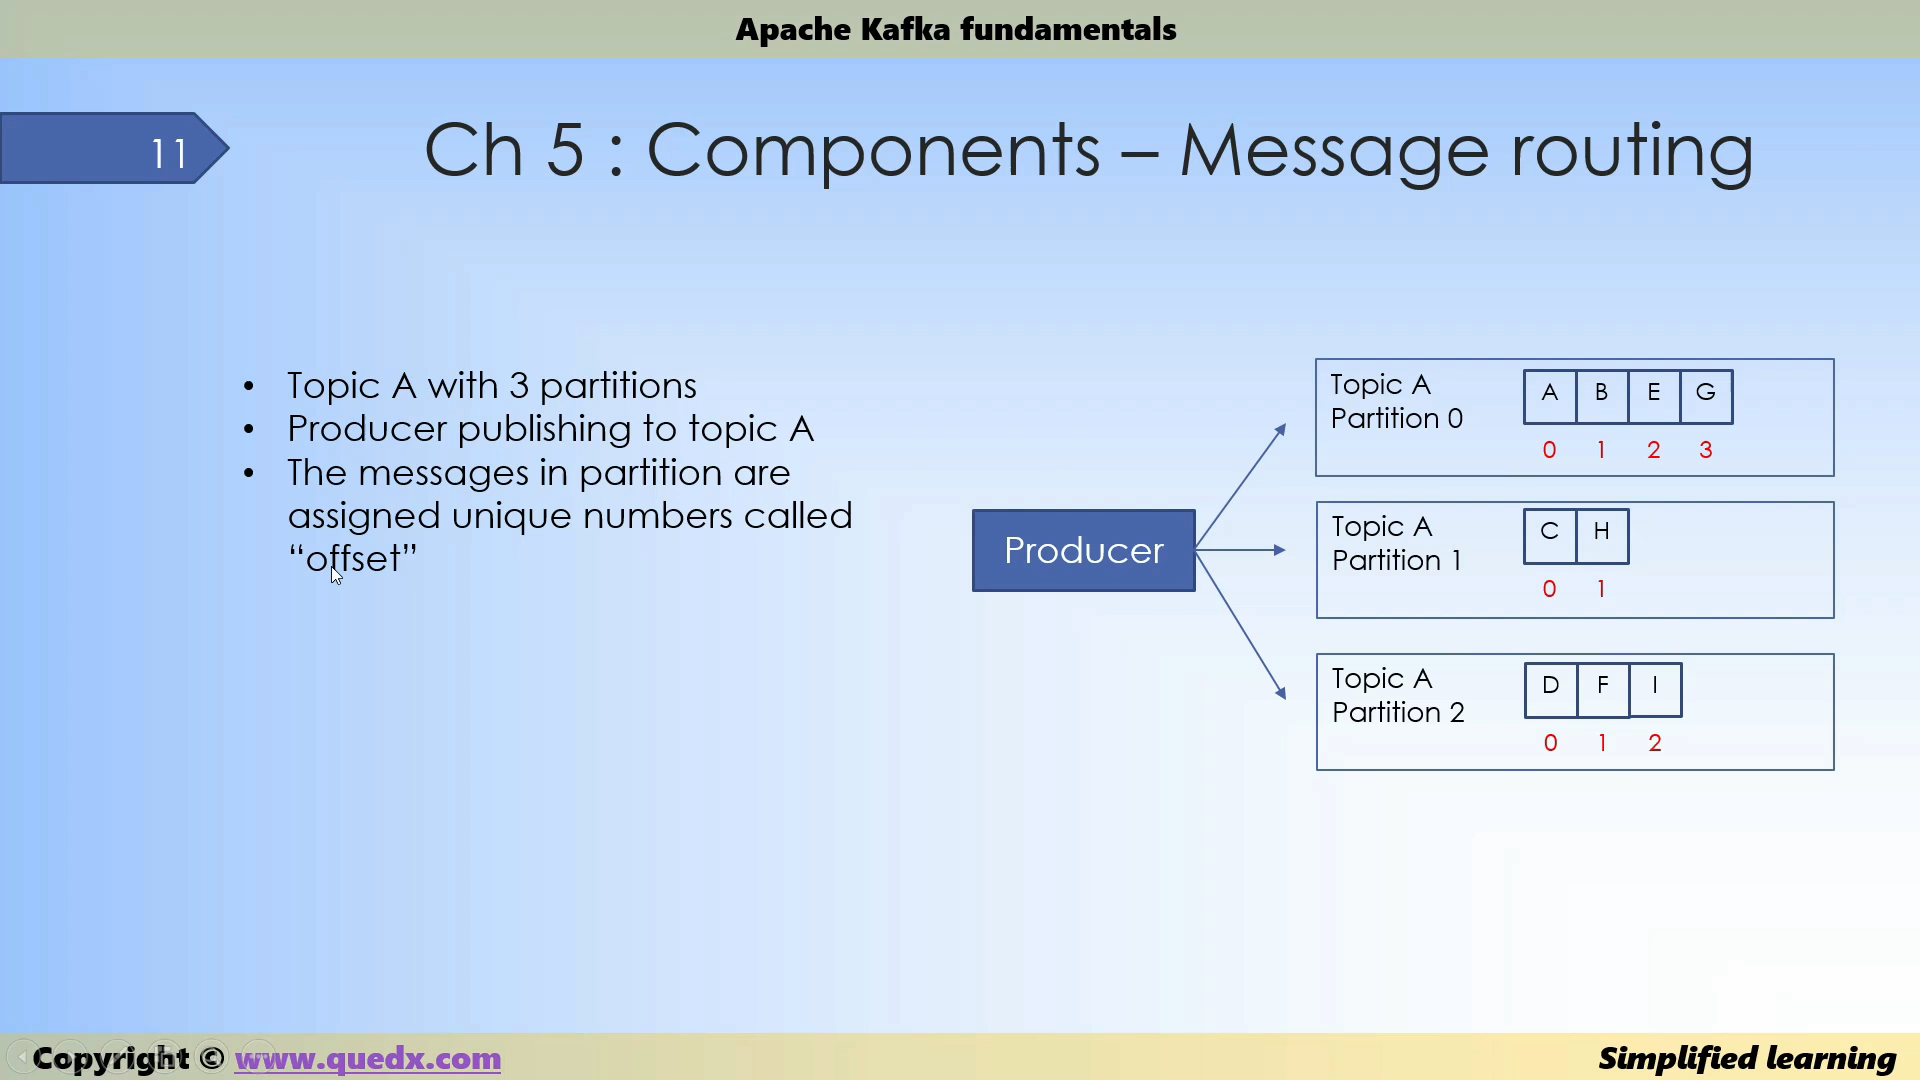 Apache Kafka fundamentals
11
Ch 5 : Components – Message routing
• Topic A with 3 partitions
• Producer publishing to topic A
• The messages in partition are
assigned unique numbers called
“offset”
Producer
Topic A
Partition 0
A B E G
0 1 2 3
Topic A
Partition 1
C H
0 1
Topic A
Partition 2
D F I
0 1 2
Copyright © www.quedx.com
Simplified learning